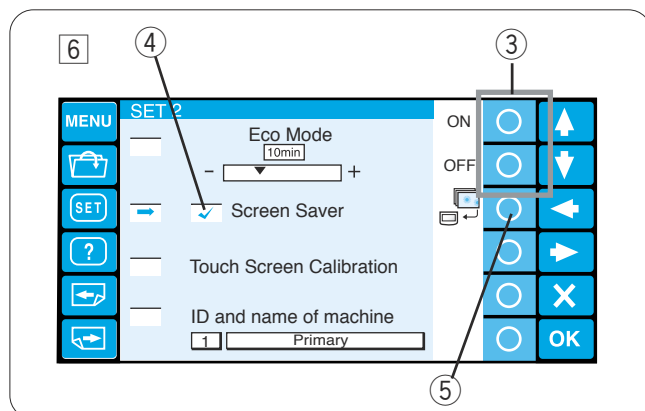 6
4
3
MENU
SET 2
ON
Eco Mode
10min
- +
OFF
SET
Screen Saver
?
Touch Screen Calibration
X
ID and name of machine
1 Primary
OK
5